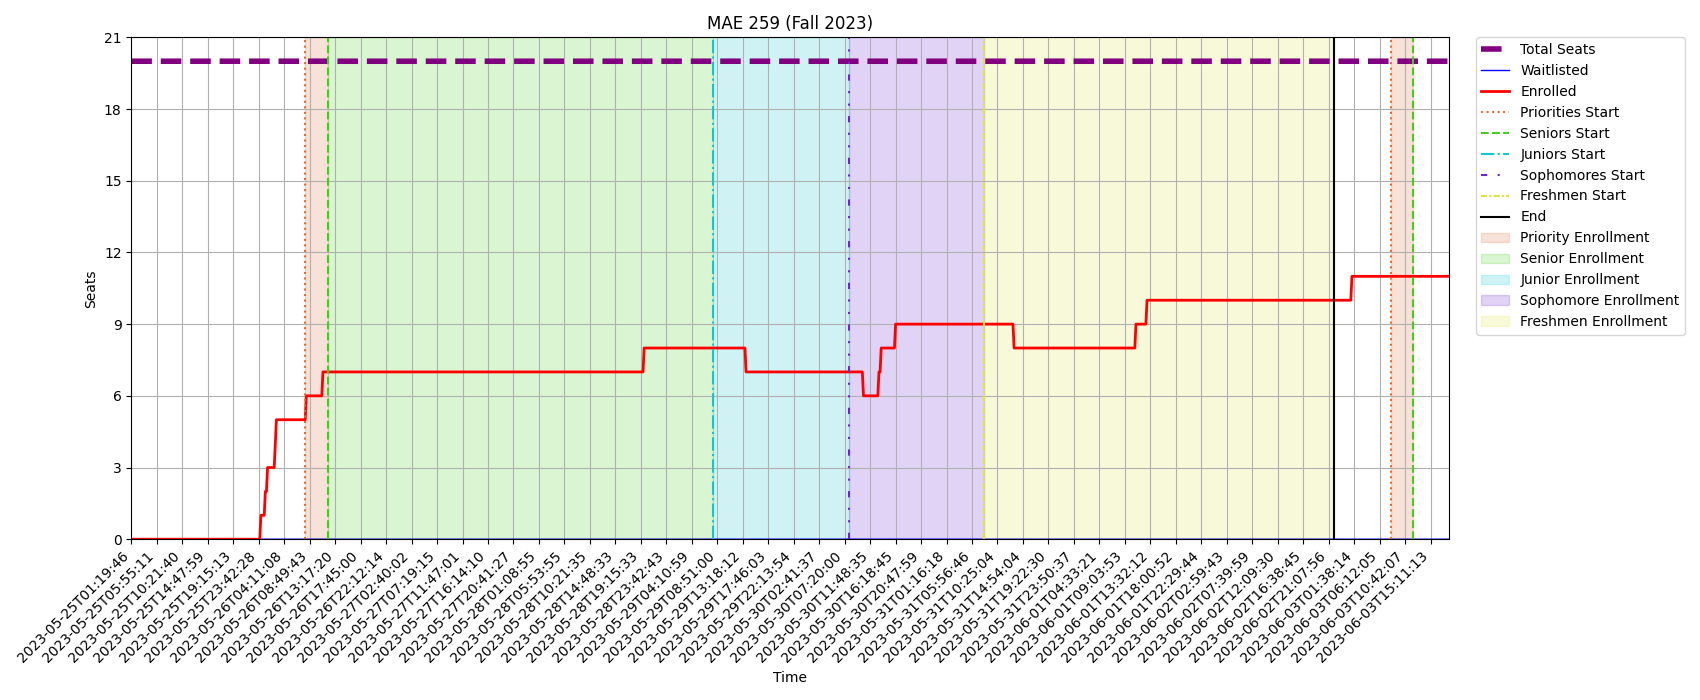 MAE 259 (Fall 2023)
Seats
21
18
15
12
9
6
3
0
2023-05-25T01:19:46
2023-05-25T05:55:11
2023-05-25T10:21:40
2023-05-25T14:47:59
2023-05-25T19:15:13
2023-05-25T23:42:28
2023-05-26T04:11:08
2023-05-26T08:49:43
2023-05-26T13:17:20
2023-05-26T17:45:00
2023-05-26T22:12:14
2023-05-27T02:40:02
2023-05-27T07:19:15
2023-05-27T11:47:01
2023-05-27T16:14:10
2023-05-27T20:41:27
2023-05-28T01:08:55
2023-05-28T05:53:55
2023-05-28T10:21:35
2023-05-28T14:48:33
2023-05-28T19:15:33
2023-05-28T23:42:43
2023-05-29T04:10:59
2023-05-29T08:51:00
2023-05-29T13:18:12
2023-05-29T17:46:03
2023-05-29T22:13:54
2023-05-30T02:41:37
2023-05-30T07:20:00
2023-05-30T11:48:35
2023-05-30T16:18:45
2023-05-30T20:47:59
2023-05-31T01:16:18
2023-05-31T05:56:46
2023-05-31T10:25:04
2023-05-31T14:54:04
2023-05-31T19:22:30
2023-05-31T23:50:37
2023-06-01T04:33:21
2023-06-01T09:03:53
2023-06-01T13:32:12
2023-06-01T18:00:52
2023-06-01T22:29:44
2023-06-02T02:59:43
2023-06-02T07:39:59
2023-06-02T12:09:30
2023-06-02T16:38:45
2023-06-02T21:07:56
2023-06-03T01:38:14
2023-06-03T06:12:05
2023-06-03T10:42:07
2023-06-03T15:11:13
Time
Total Seats
Waitlisted
Enrolled
Priorities Start
Seniors Start
Juniors Start
Sophomores Start
Freshmen Start
End
Priority Enrollment
Senior Enrollment
Junior Enrollment
Sophomore Enrollment
Freshmen Enrollment